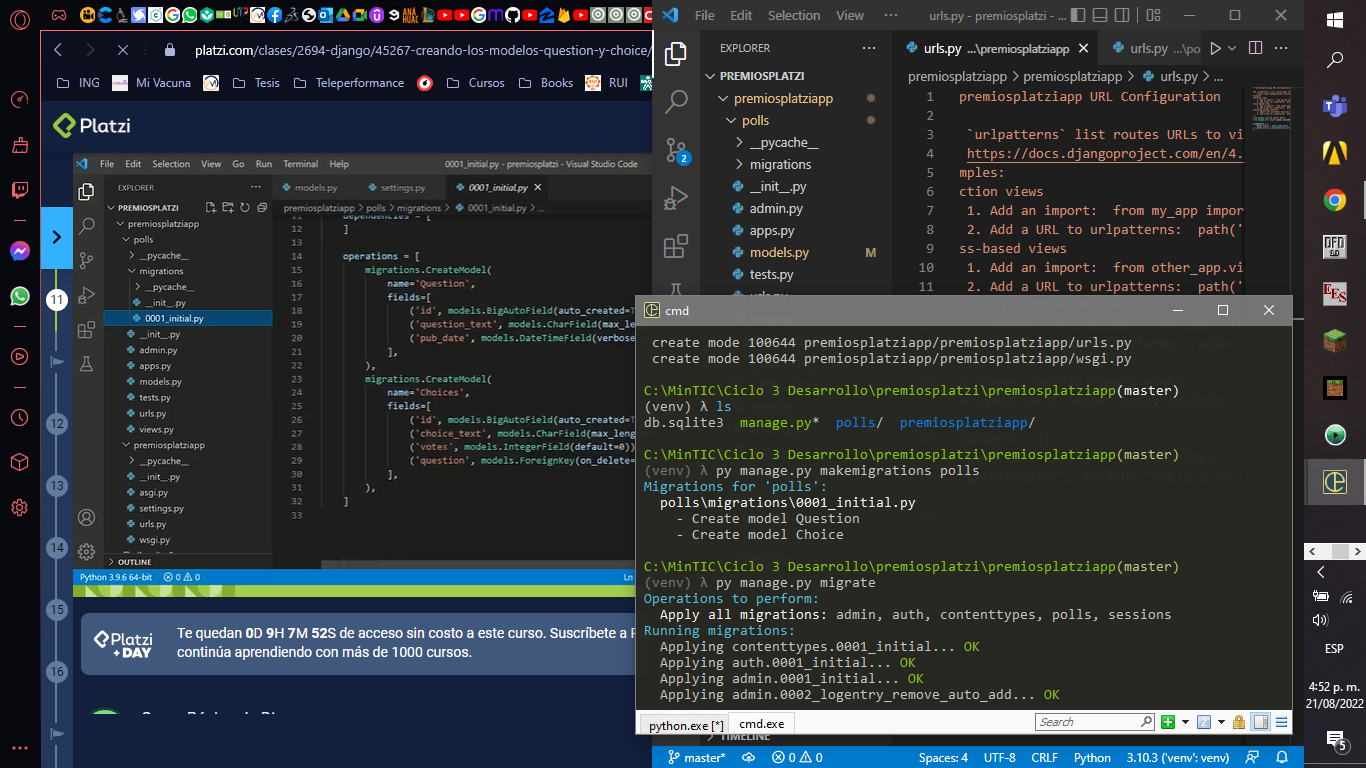 platzi.com/clases/2694-django/45267-creando-los-modelos-question-y-choice/
ING
Mi Vacuna
Tesis
Teleperformance
Cursos
Books
RUI
Platzi
File Edit Selection View Go Run Terminal Help
0001_initial.py - premiosplatzi - Visual Studio Code
EXPLORER
PREMIOSPLATZI
premiosplatziapp
polls
__pycache__
migrations
__pycache__
__init__.py
0001_initial.py
__init__.py
admin.py
apps.py
models.py
tests.py
urls.py
views.py
premiosplatziapp
__pycache__
__init__.py
asgi.py
settings.py
urls.py
wsgi.py
OUTLINE
models.py
settings.py
0001_initial.py
premiosplatziapp > polls > migrations > 0001_initial.py > ...
11 dependencies = [
12 ]
13
14 operations = [
15 migrations.CreateModel(
16 name='Question',
17 fields=[
18 ('id', models.BigAutoField(auto_created=T
19 ('question_text', models.CharField(max_le
20 ('pub_date', models.DateTimeField(verbose
21 ],
22 ),
23 migrations.CreateModel(
24 name='Choices',
25 fields=[
26 ('id', models.BigAutoField(auto_created=T
27 ('choice_text', models.CharField(max_leng
28 ('votes', models.IntegerField(default=0))
29 ('question', models.ForeignKey(on_delete=
30 ],
31 ),
32 ]
33
Python 3.9.6 64-bit
0 0
Ln
11
12
13
14
15
16
Platzi
DAY
Te quedan 0D 9H 7M 52S de acceso sin costo a este curso. Suscríbete a P
continúa aprendiendo con más de 1000 cursos.
File Edit Selection View ···
urls.py - premiosplatzi - ...
EXPLORER
PREMIOSPLATZI
premiosplatziapp
polls
__pycache__
migrations
__init__.py
admin.py
apps.py
models.py M
tests.py
urls.py
2
urls.py ...\premiosplatziapp
urls.py ...\po
premiosplatziapp > premiosplatziapp > urls.py > ...
1 premiosplatziapp URL Configuration
2
3 `urlpatterns` list routes URLs to vi
4 https://docs.djangoproject.com/en/4.
5 mples:
6 ction views
7 1. Add an import:  from my_app impor
8 2. Add a URL to urlpatterns:  path('
9 ss-based views
10 1. Add an import:  from other_app.vi
11 2. Add a URL to urlpatterns:  path('
cmd
create mode 100644 premiosplatziapp/premiosplatziapp/urls.py
create mode 100644 premiosplatziapp/premiosplatziapp/wsgi.py
C:\MinTIC\Ciclo 3 Desarrollo\premiosplatzi\premiosplatziapp(master)
(venv) λ ls
db.sqlite3  manage.py*  polls/  premiosplatziapp/
C:\MinTIC\Ciclo 3 Desarrollo\premiosplatzi\premiosplatziapp(master)
(venv) λ py manage.py makemigrations polls
Migrations for 'polls':
polls\migrations\0001_initial.py
- Create model Question
- Create model Choice
C:\MinTIC\Ciclo 3 Desarrollo\premiosplatzi\premiosplatziapp(master)
(venv) λ py manage.py migrate
Operations to perform:
Apply all migrations: admin, auth, contenttypes, polls, sessions
Running migrations:
Applying contenttypes.0001_initial... OK
Applying auth.0001_initial... OK
Applying admin.0001_initial... OK
Applying admin.0002_logentry_remove_auto_add... OK
python.exe [*]
cmd.exe
Search
TIMELINE
master*
0 0
Spaces: 4
UTF-8
CRLF
Python
3.10.3 ('venv': venv)
ESP
4:52 p. m.
21/08/2022
5